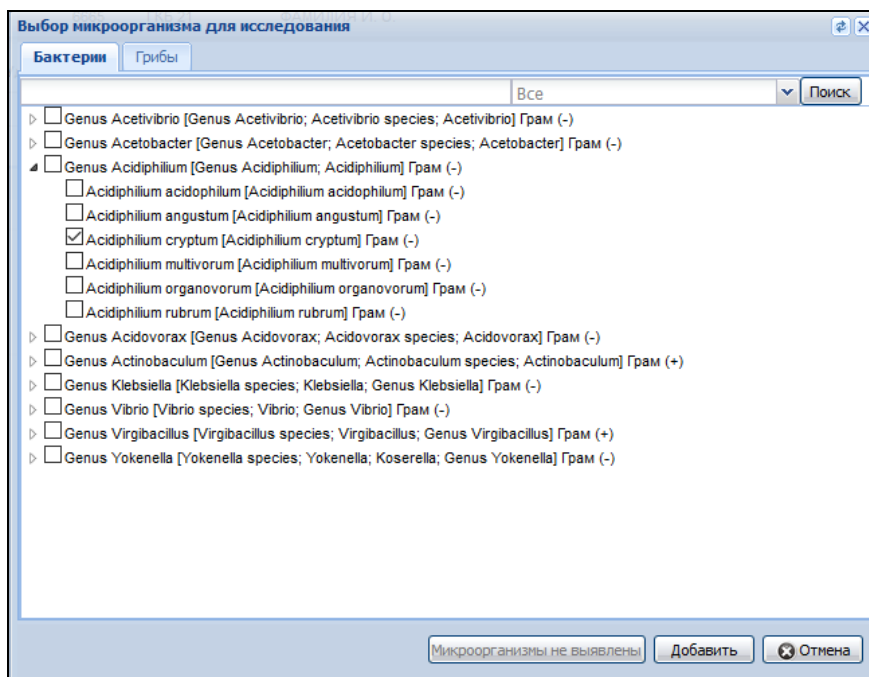 Выбор микроорганизма для исследования
Бактерии Грибы
Все Поиск
Genus Acetivibrio [Genus Acetivibrio; Acetivibrio species; Acetivibrio] Грам (-)
Genus Acetobacter [Genus Acetobacter; Acetobacter species; Acetobacter] Грам (-)
Genus Acidiphilium [Genus Acidiphilium; Acidiphilium] Грам (-)
Acidiphilium acidophilum [Acidiphilium acidophilum] Грам (-)
Acidiphilium angustum [Acidiphilium angustum] Грам (-)
Acidiphilium cryptum [Acidiphilium cryptum] Грам (-)
Acidiphilium multivorum [Acidiphilium multivorum] Грам (-)
Acidiphilium organovorum [Acidiphilium organovorum] Грам (-)
Acidiphilium rubrum [Acidiphilium rubrum] Грам (-)
Genus Acidovorax [Genus Acidovorax; Acidovorax species; Acidovorax] Грам (-)
Genus Actinobaculum [Genus Actinobaculum; Actinobaculum species; Actinobaculum] Грам (+)
Genus Klebsiella [Klebsiella species; Klebsiella; Genus Klebsiella] Грам (-)
Genus Vibrio [Vibrio species; Vibrio; Genus Vibrio] Грам (-)
Genus Virgibacillus [Virgibacillus species; Virgibacillus; Genus Virgibacillus] Грам (+)
Genus Yokenella [Yokenella species; Yokenella; Koserella; Genus Yokenella] Грам (-)
Микроорганизмы не выявлены Добавить Отмена